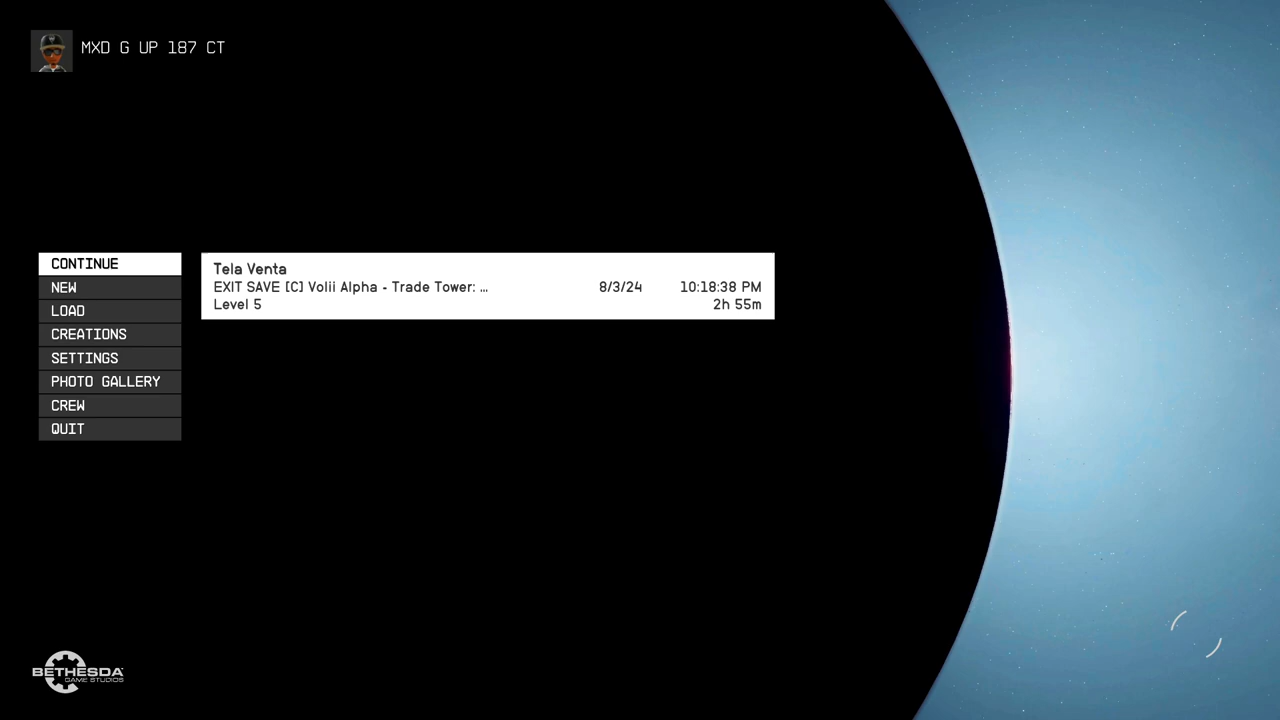 MXD G UP 187 CT
CONTINUE
NEW
LOAD
CREATIONS
SETTINGS
PHOTO GALLERY
CREW
QUIT
Tela Venta
EXIT SAVE [C] Volii Alpha - Trade Tower: ... 8/3/24 10:18:38 PM
Level 5 2h 55m
BETHESDA
GAME STUDIOS